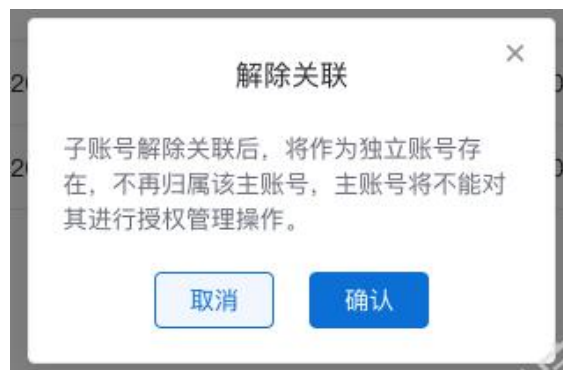 解除关联
20
子账号解除关联后，将作为独立账号存
20
在，不再归属该主账号，主账号将不能对
其进行授权管理操作。
取消
确认